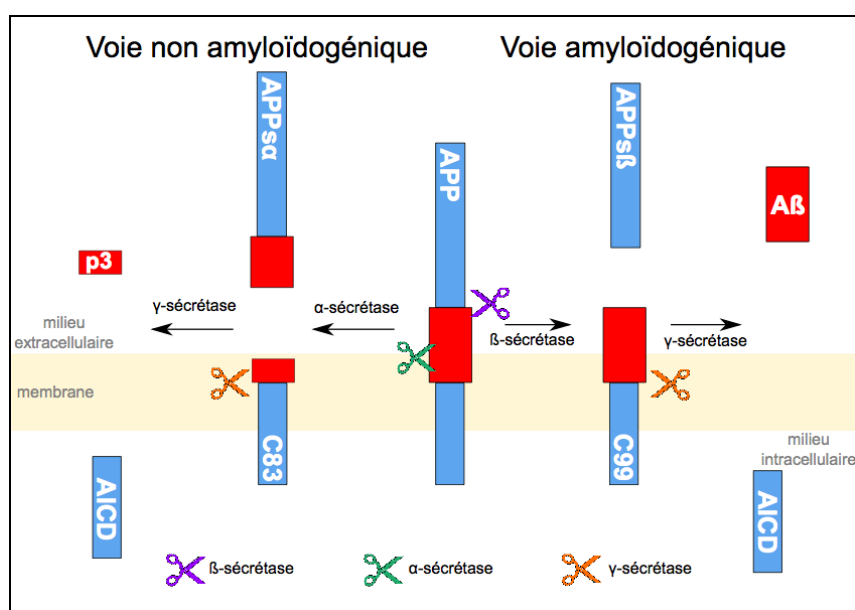 Voie non amyloïdogénique
Voie amyloïdogénique
APPsα
APP
APPsß
Aß
p3
γ-sécrétase
α-sécrétase
ß-sécrétase
γ-sécrétase
milieu
extracellulaire
membrane
C83
C99
milieu
intracellulaire
AICD
AICD
ß-sécrétase
α-sécrétase
γ-sécrétase